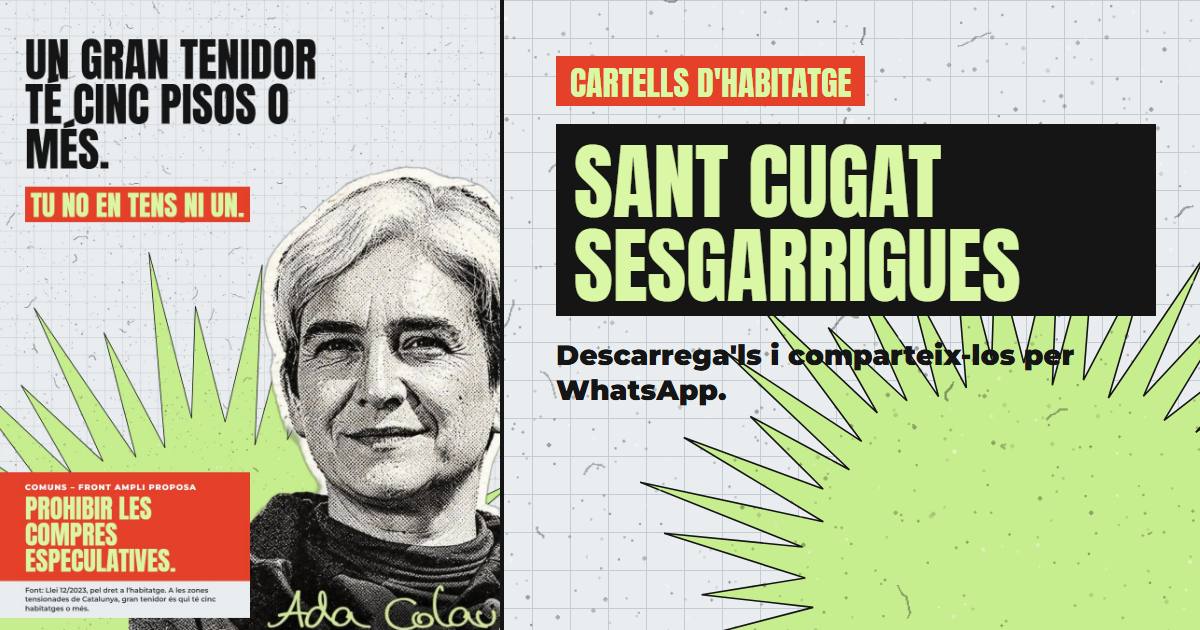 UN GRAN TENIDOR
TÉ CINC PISOS O
MÉS.
TU NO EN TENS NI UN.
COMUNS – FRONT AMPLI PROPOSA
PROHIBIR LES
COMPRES
ESPECULATIVES.
Font: Llei 12/2023, pel dret a l'habitatge. A les zones
tensionades de Catalunya, gran tenidor és qui té cinc
habitatges o més.
Ada Colau
CARTELLS D'HABITATGE
SANT CUGAT
SESGARRIGUES
Descarrega'ls i comparteix-los per
WhatsApp.